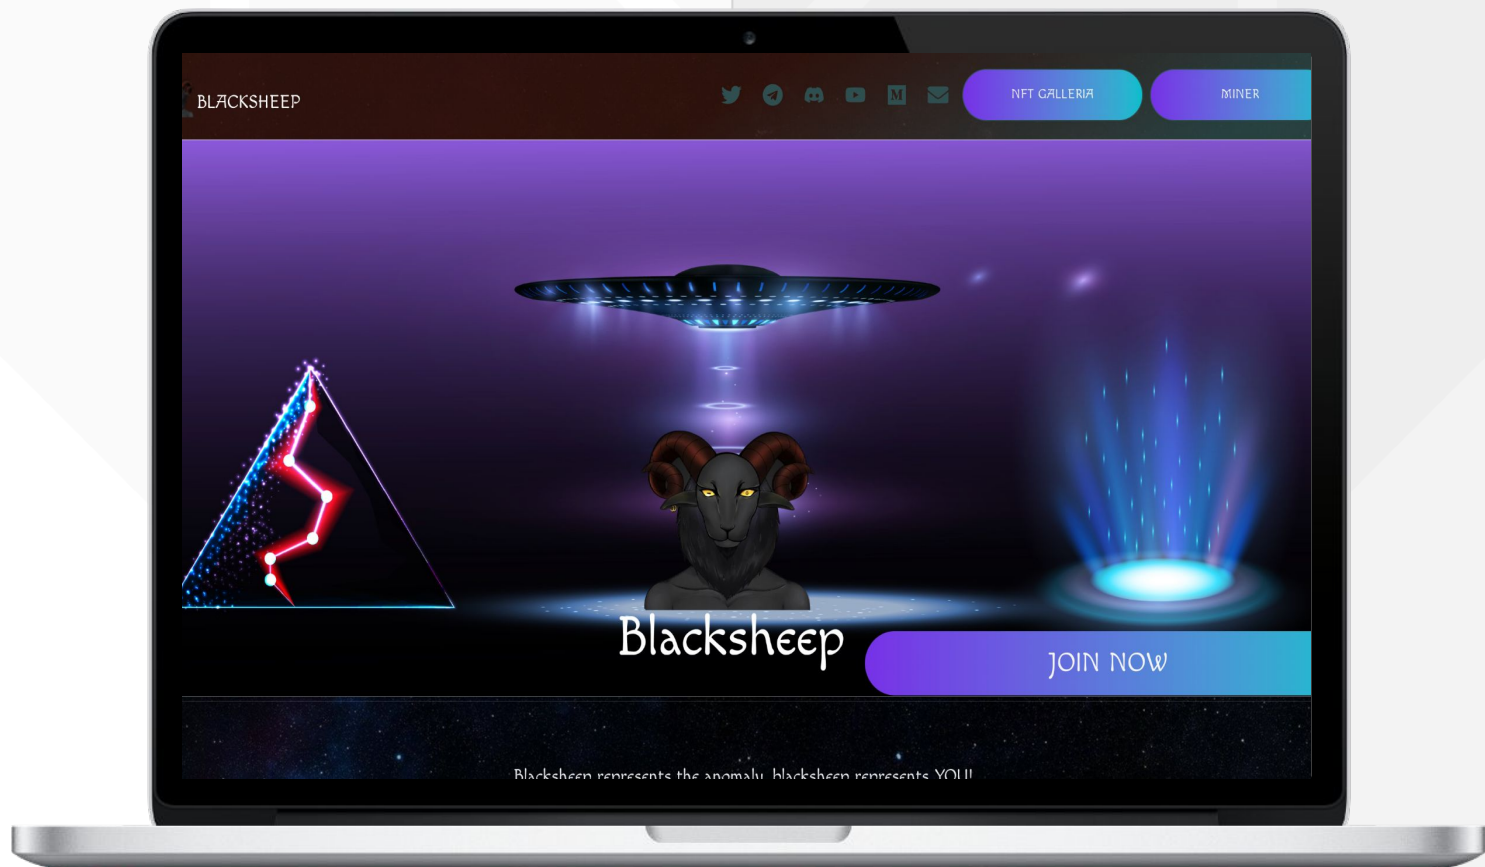 BLACKSHEEP
NFT GALLERIA
MINER
Blacksheep
JOIN NOW
Blacksheep represents the anomaly, blacksheep represents YOU!